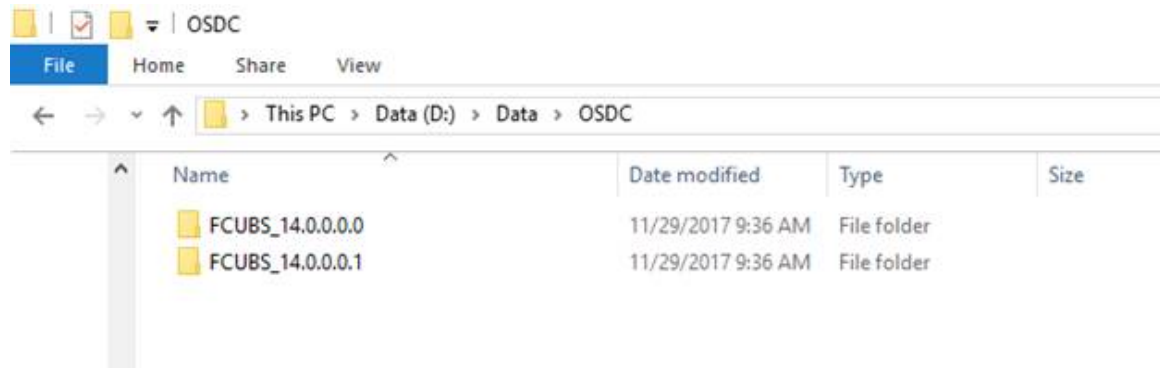 OSDC
File Home Share View
This PC > Data (D:) > Data > OSDC
Name Date modified Type Size
FCUBS_14.0.0.0.0 11/29/2017 9:36 AM File folder
FCUBS_14.0.0.0.1 11/29/2017 9:36 AM File folder